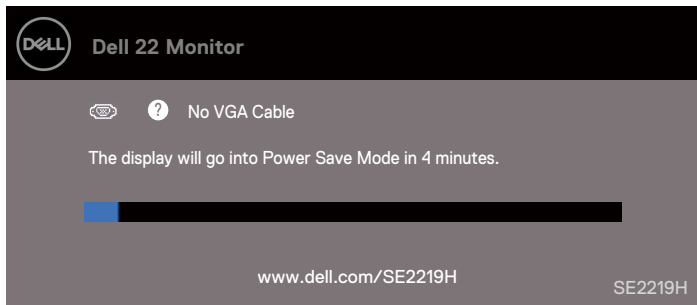 DELL
Dell 22 Monitor
? No VGA Cable
The display will go into Power Save Mode in 4 minutes.
www.dell.com/SE2219H
SE2219H